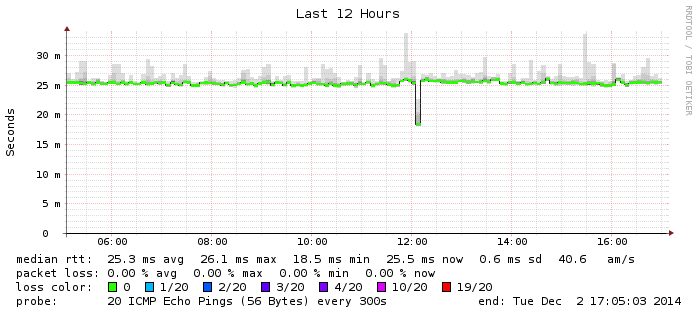 Last 12 Hours
RRDTOOL / TOBI OETIKER
Seconds
30 m
25 m
20 m
15 m
10 m
5 m
0
06:00 08:00 10:00 12:00 14:00 16:00
median rtt: 25.3 ms avg 26.1 ms max 18.5 ms min 25.5 ms now 0.6 ms sd 40.6 am/s
packet loss: 0.00 % avg 0.00 % max 0.00 % min 0.00 % now
loss color: 0 1/20 2/20 3/20 4/20 10/20 19/20
probe: 20 ICMP Echo Pings (56 Bytes) every 300s end: Tue Dec 2 17:05:03 2014